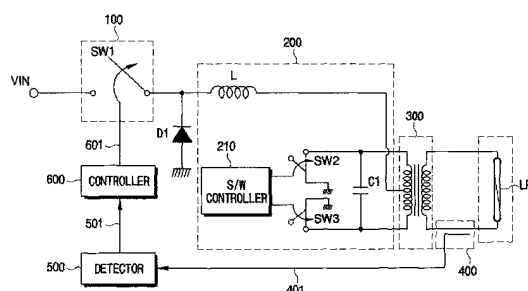 100
SW1
VIN
200
L
D1
601
300
210
SW2
S/W
CONTROLLER
C1
SW3
600
CONTROLLER
501
500
DETECTOR
401
400